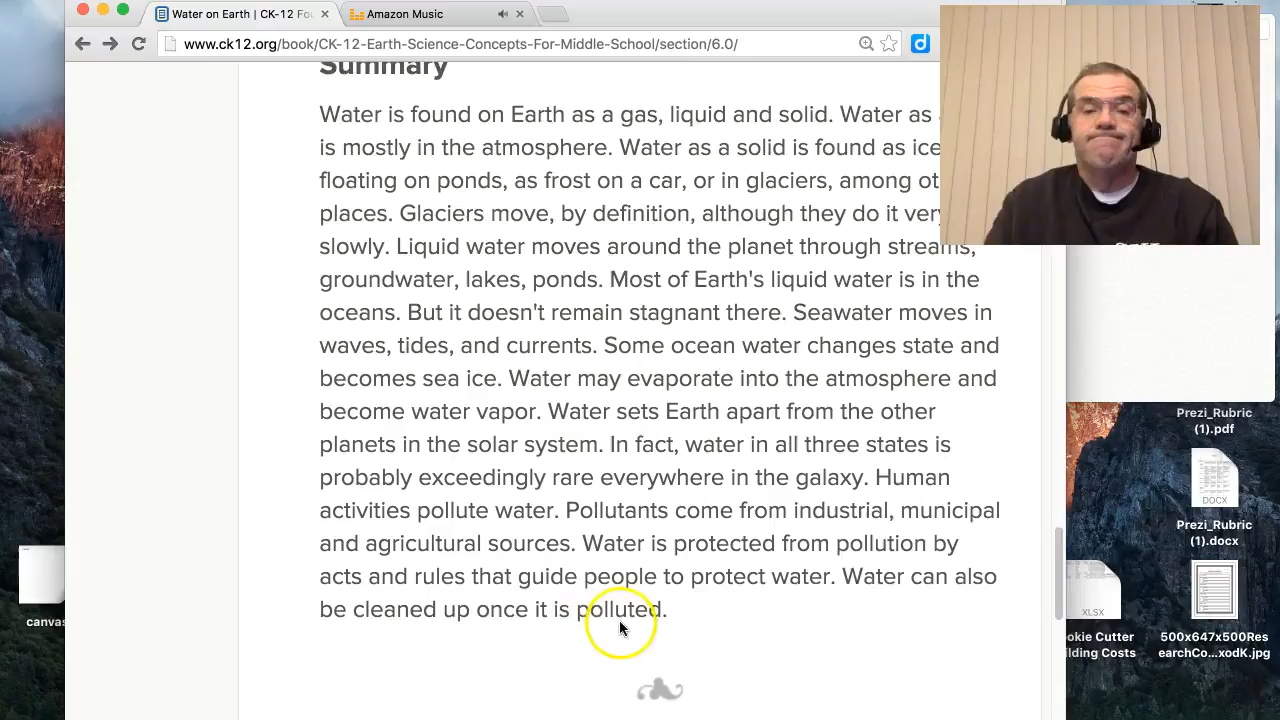 Water on Earth | CK-12 Fou
Amazon Music
www.ck12.org/book/CK-12-Earth-Science-Concepts-For-Middle-School/section/6.0/
d
Summary
Water is found on Earth as a gas, liquid and solid. Water as
is mostly in the atmosphere. Water as a solid is found as ice
floating on ponds, as frost on a car, or in glaciers, among ot
places. Glaciers move, by definition, although they do it very
slowly. Liquid water moves around the planet through streams,
groundwater, lakes, ponds. Most of Earth's liquid water is in the
oceans. But it doesn't remain stagnant there. Seawater moves in
waves, tides, and currents. Some ocean water changes state and
becomes sea ice. Water may evaporate into the atmosphere and
become water vapor. Water sets Earth apart from the other
planets in the solar system. In fact, water in all three states is
probably exceedingly rare everywhere in the galaxy. Human
activities pollute water. Pollutants come from industrial, municipal
and agricultural sources. Water is protected from pollution by
acts and rules that guide people to protect water. Water can also
be cleaned up once it is polluted.
canvas
Prezi_Rubric
(1).pdf
DOCX
Prezi_Rubric
(1).docx
XLSX
okie Cutter
ilding Costs
500x647x500Res
earchCo...xodK.jpg